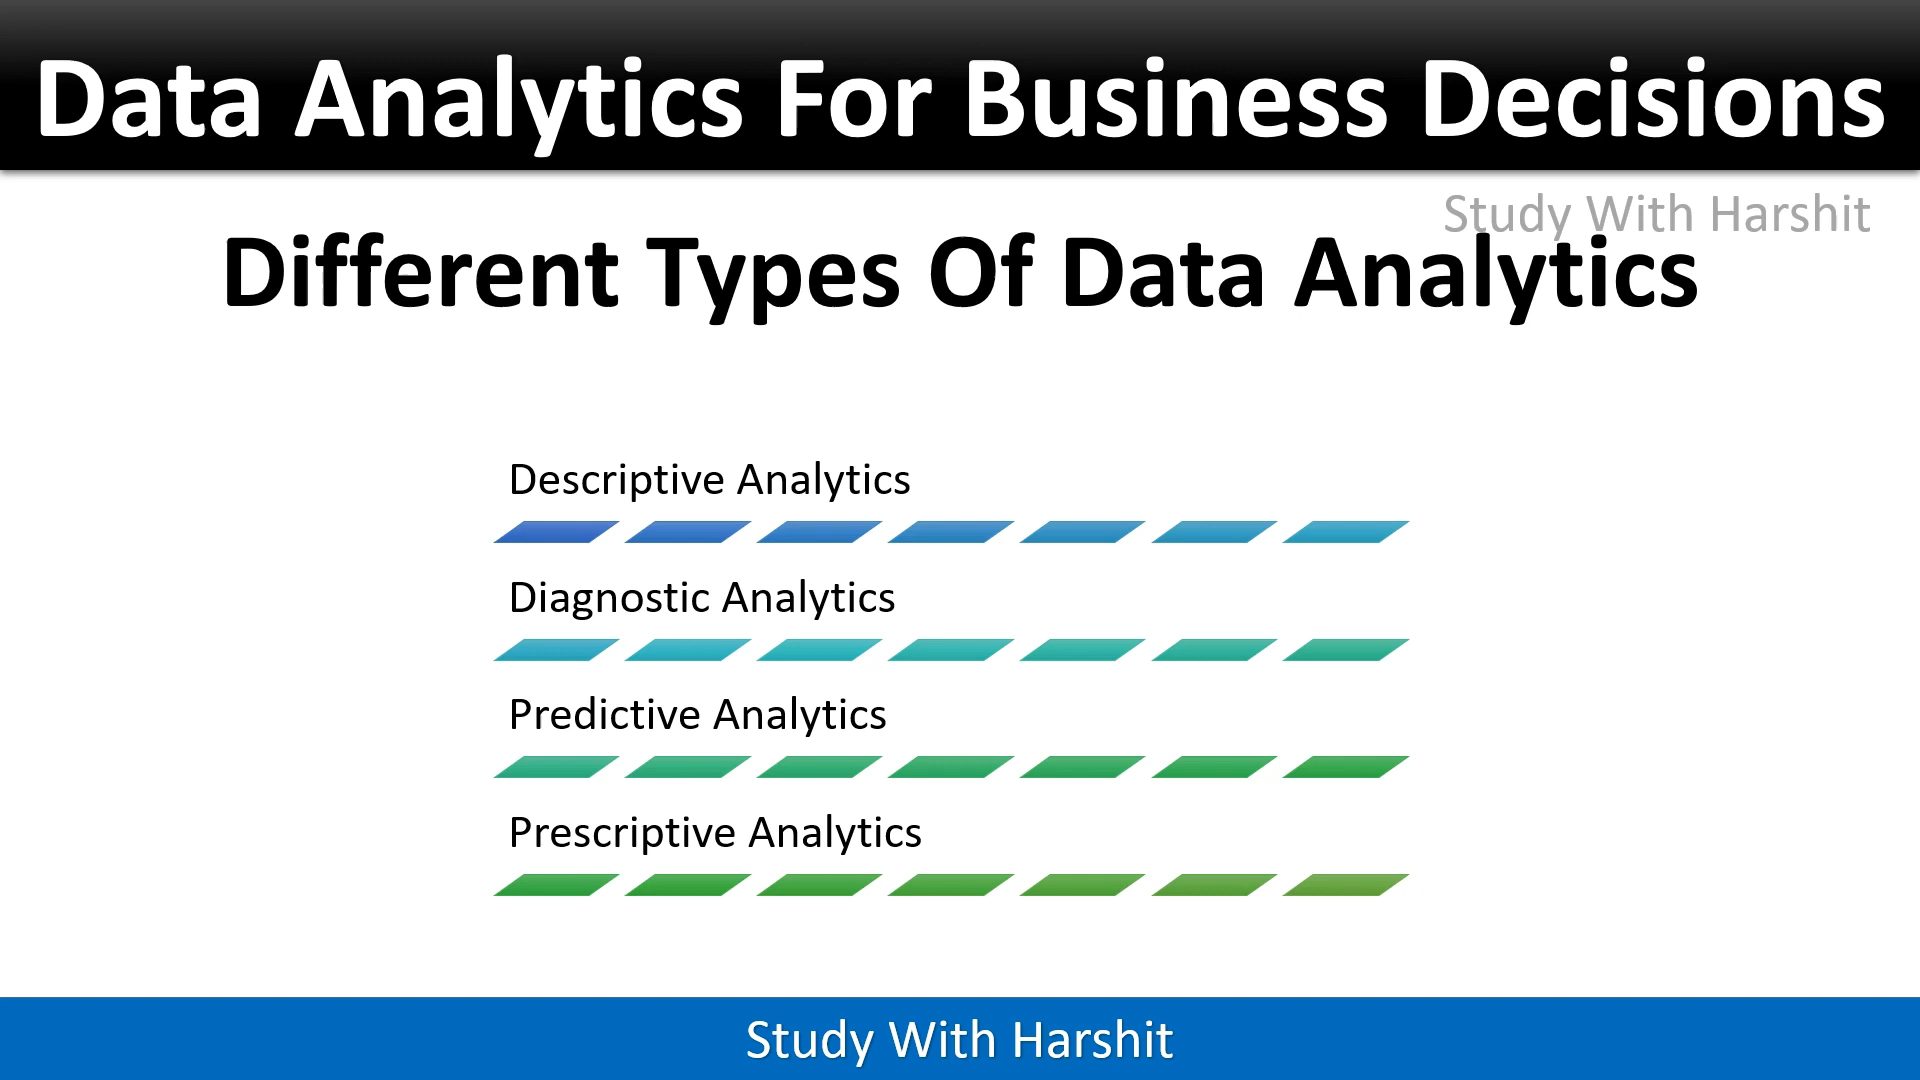 Data Analytics For Business Decisions
Study With Harshit
Different Types Of Data Analytics
Descriptive Analytics
Diagnostic Analytics
Predictive Analytics
Prescriptive Analytics
Study With Harshit